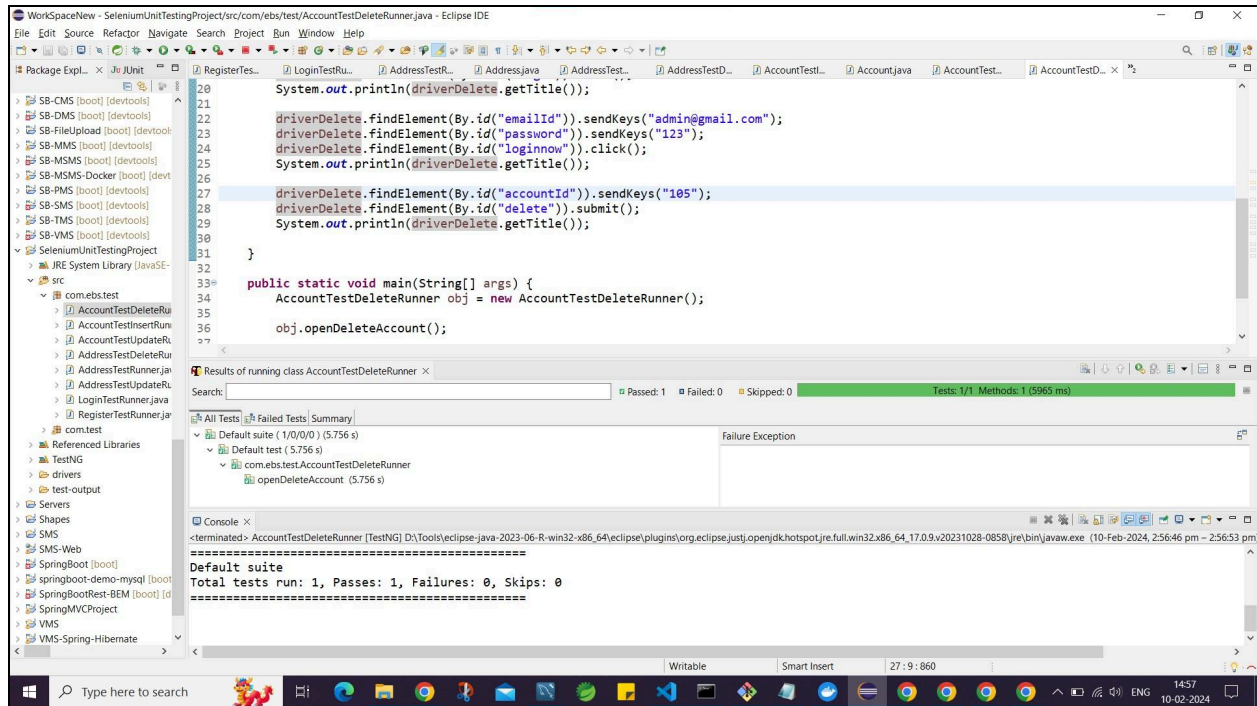 WorkSpaceNew - SeleniumUnitTestingProject/src/com/ebs/test/AccountTestDeleteRunner.java - Eclipse IDE
File Edit Source Refactor Navigate Search Project Run Window Help
Package Expl... JUnit
RegisterTes... LoginTestRu... AddressTestR... Address.java AddressTest... AddressTestD... AccountTestI... Account.java AccountTest... AccountTestD... 2
SB-CMS [boot] [devtools]
SB-DMS [boot] [devtools]
SB-FileUpload [boot] [devtool
SB-MMS [boot] [devtools]
SB-MSMS [boot] [devtools]
SB-MSMS-Docker [boot] [devt
SB-PMS [boot] [devtools]
SB-SMS [boot] [devtools]
SB-TMS [boot] [devtools]
SB-VMS [boot] [devtools]
SeleniumUnitTestingProject
JRE System Library [JavaSE-
src
com.ebs.test
AccountTestDeleteRu
AccountTestInsertRun
AccountTestUpdateRu
AddressTestDeleteRu
AddressTestRunner.jav
AddressTestUpdateRu
LoginTestRunner.java
RegisterTestRunner.ja
com.test
Referenced Libraries
TestNG
drivers
test-output
Servers
Shapes
SMS
SMS-Web
SpringBoot [boot]
springboot-demo-mysql [boot
SpringBootRest-BEM [boot] [d
SpringMVCProject
VMS
VMS-Spring-Hibernate
20 System.out.println(driverDelete.getTitle());
21
22 driverDelete.findElement(By.id("emailId")).sendKeys("admin@gmail.com");
23 driverDelete.findElement(By.id("password")).sendKeys("123");
24 driverDelete.findElement(By.id("loginnow")).click();
25 System.out.println(driverDelete.getTitle());
26
27 driverDelete.findElement(By.id("accountId")).sendKeys("105");
28 driverDelete.findElement(By.id("delete")).submit();
29 System.out.println(driverDelete.getTitle());
30
31 }
32
33 public static void main(String[] args) {
34 AccountTestDeleteRunner obj = new AccountTestDeleteRunner();
35
36 obj.openDeleteAccount();
37
Results of running class AccountTestDeleteRunner
Search: Passed: 1 Failed: 0 Skipped: 0 Tests: 1/1 Methods: 1 (5965 ms)
All Tests Failed Tests Summary
Default suite ( 1/0/0/0 ) (5.756 s)
Default test ( 5.756 s)
com.ebs.test.AccountTestDeleteRunner
openDeleteAccount (5.756 s)
Failure Exception
Console
<terminated> AccountTestDeleteRunner [TestNG] D:\Tools\eclipse-java-2023-06-R-win32-x86_64\eclipse\plugins\org.eclipse.justj.openjdk.hotspot.jre.full.win32.x86_64_17.0.9.v20231028-0858\jre\bin\javaw.exe (10-Feb-2024, 2:56:46 pm – 2:56:53 pm
===============================================
Default suite
Total tests run: 1, Passes: 1, Failures: 0, Skips: 0
===============================================
Writable Smart Insert 27 : 9 : 860
Type here to search
ENG
14:57
10-02-2024